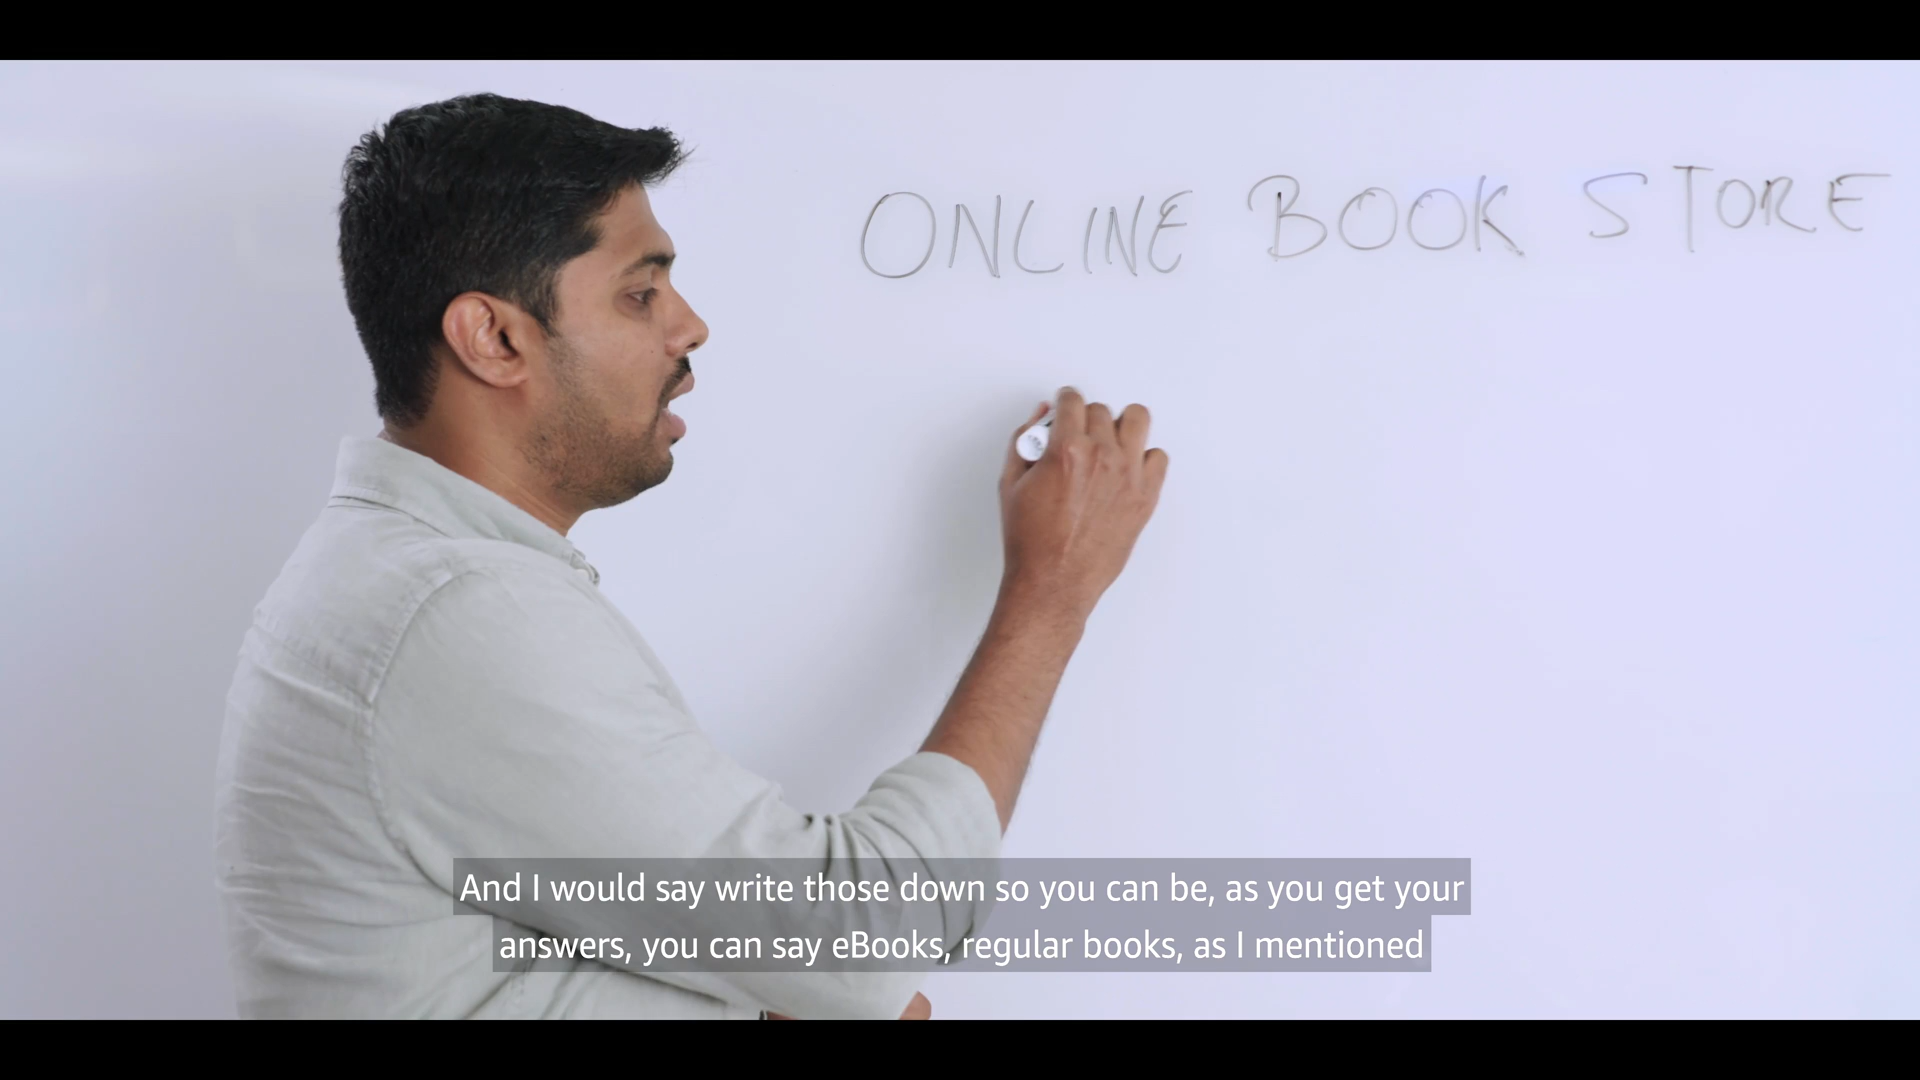 ONLINE BOOK STORE
And I would say write those down so you can be, as you get your
answers, you can say eBooks, regular books, as I mentioned